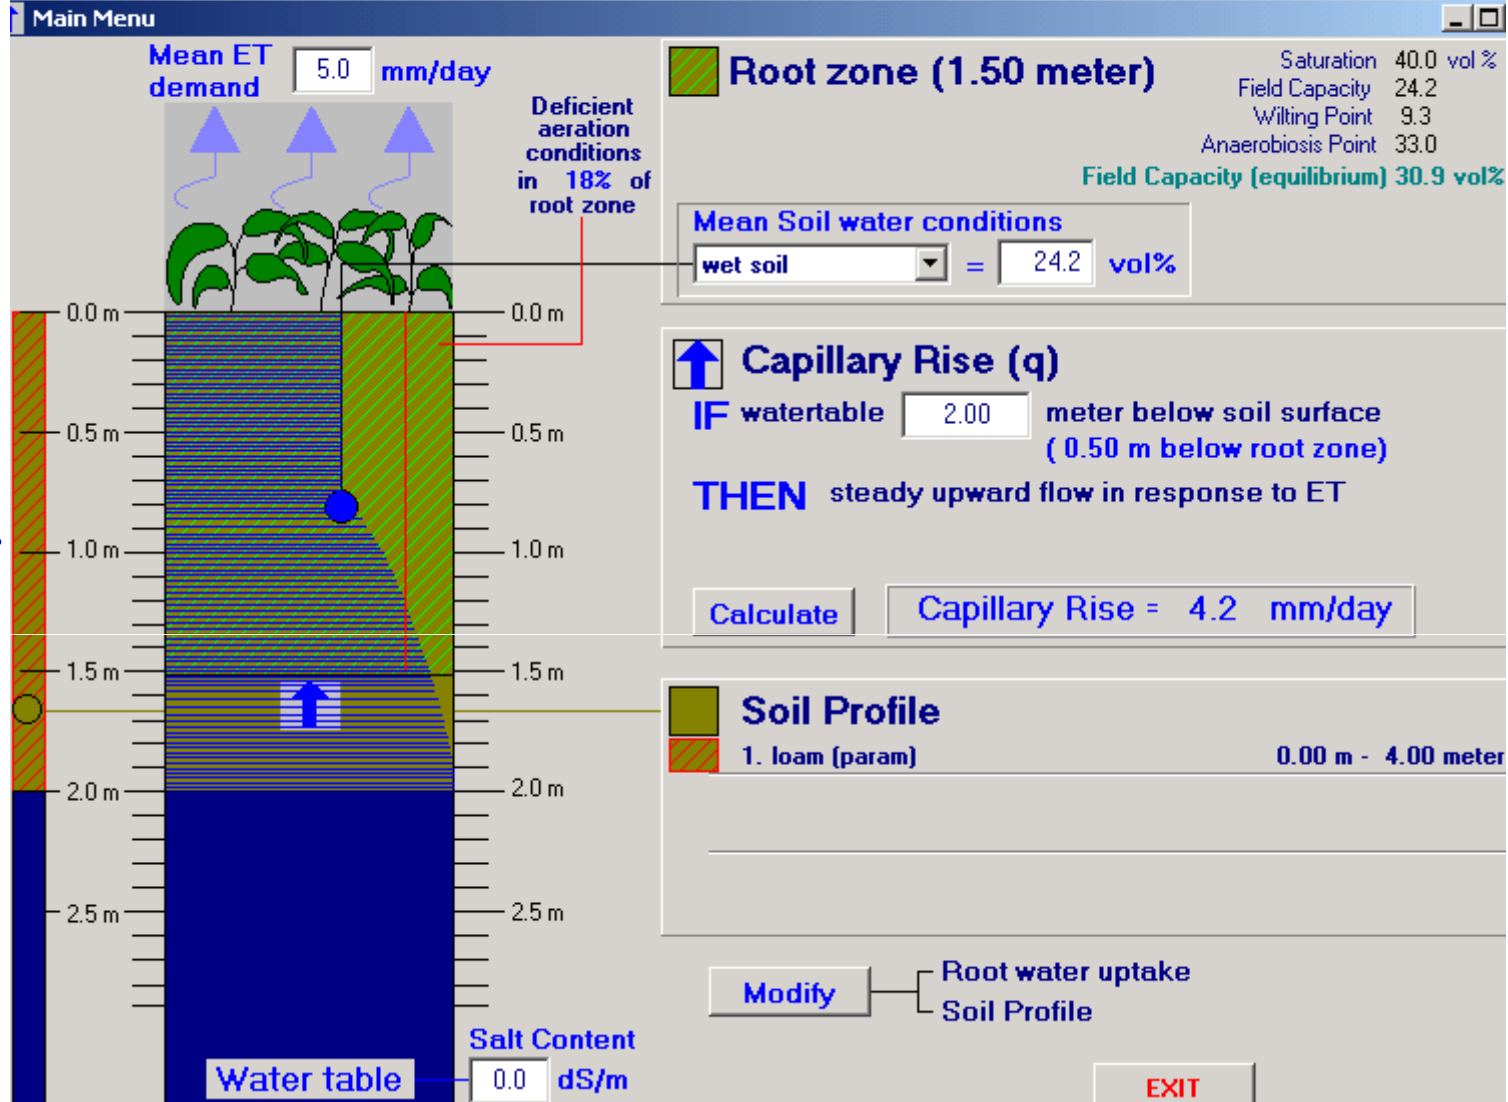 Main Menu
Mean ET demand 5.0 mm/day
Deficient
aeration
conditions
in 18% of
root zone
0.0 m
0.5 m
1.0 m
1.5 m
2.0 m
2.5 m
0.0 m
0.5 m
1.0 m
1.5 m
2.0 m
2.5 m
Water table
Salt Content
0.0 dS/m
Root zone (1.50 meter)
Saturation 40.0 vol %
Field Capacity 24.2
Wilting Point 9.3
Anaerobiosis Point 33.0
Field Capacity (equilibrium) 30.9 vol%
Mean Soil water conditions
wet soil = 24.2 vol%
Capillary Rise (q)
IF watertable 2.00 meter below soil surface
( 0.50 m below root zone)
THEN steady upward flow in response to ET
Calculate Capillary Rise = 4.2 mm/day
Soil Profile
1. loam (param) 0.00 m - 4.00 meter
Modify
Root water uptake
Soil Profile
EXIT